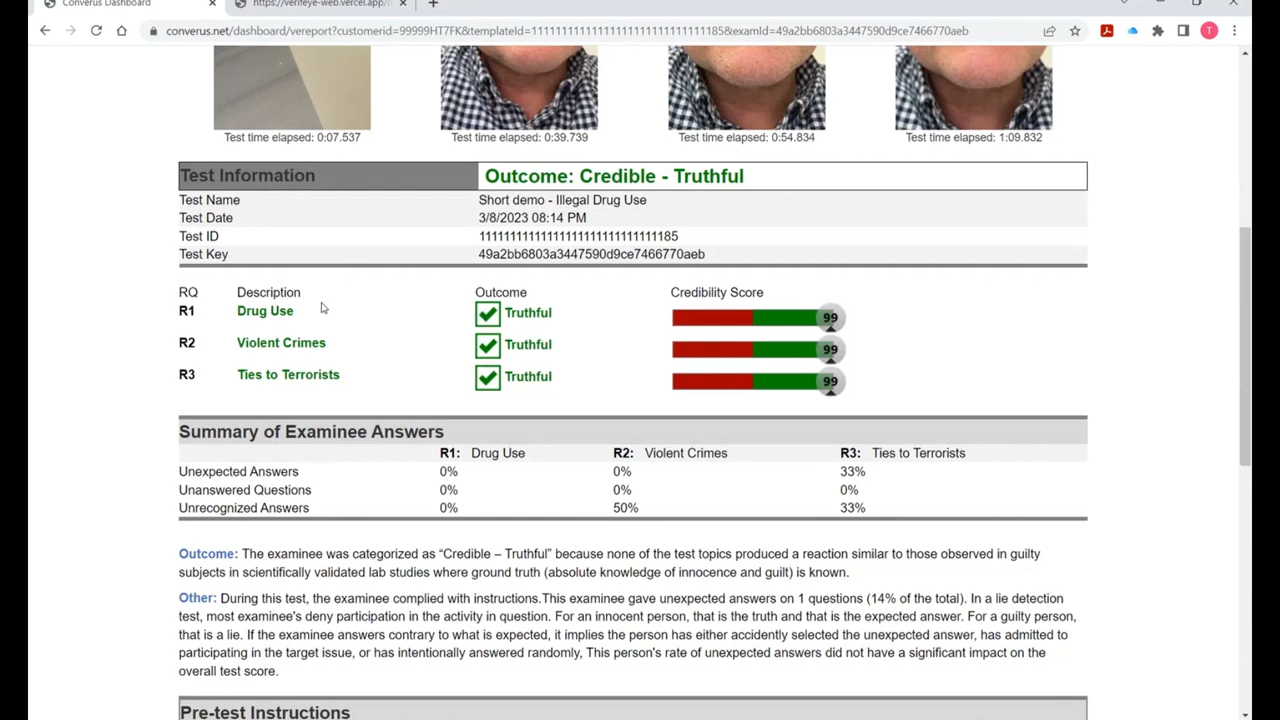 Converus Dashboard
https://verifeye-web.vercel.app/
converus.net/dashboard/vereport?customerid=99999HT7FK&templateId=11111111111111111111111111111185&examId=49a2bb6803a3447590d9ce7466770aeb
T
Test time elapsed: 0:07.537
Test time elapsed: 0:39.739
Test time elapsed: 0:54.834
Test time elapsed: 1:09.832
Test Information
Outcome: Credible - Truthful
Test Name Short demo - Illegal Drug Use
Test Date 3/8/2023 08:14 PM
Test ID 11111111111111111111111111111185
Test Key 49a2bb6803a3447590d9ce7466770aeb
RQ Description Outcome Credibility Score
R1 Drug Use Truthful 99
R2 Violent Crimes Truthful 99
R3 Ties to Terrorists Truthful 99
Summary of Examinee Answers
R1: Drug Use R2: Violent Crimes R3: Ties to Terrorists
Unexpected Answers 0% 0% 33%
Unanswered Questions 0% 0% 0%
Unrecognized Answers 0% 50% 33%
Outcome: The examinee was categorized as “Credible – Truthful” because none of the test topics produced a reaction similar to those observed in guilty
subjects in scientifically validated lab studies where ground truth (absolute knowledge of innocence and guilt) is known.
Other: During this test, the examinee complied with instructions.This examinee gave unexpected answers on 1 questions (14% of the total). In a lie detection
test, most examinee's deny participation in the activity in question. For an innocent person, that is the truth and that is the expected answer. For a guilty person,
that is a lie. If the examinee answers contrary to what is expected, it implies the person has either accidently selected the unexpected answer, has admitted to
participating in the target issue, or has intentionally answered randomly, This person's rate of unexpected answers did not have a significant impact on the
overall test score.
Pre-test Instructions